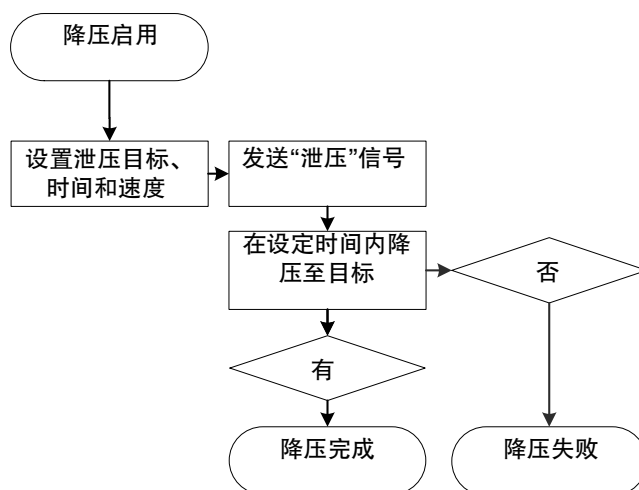 降压启用
设置泄压目标、
时间和速度
发送“泄压”信号
在设定时间内降
压至目标
否
有
降压完成
降压失败